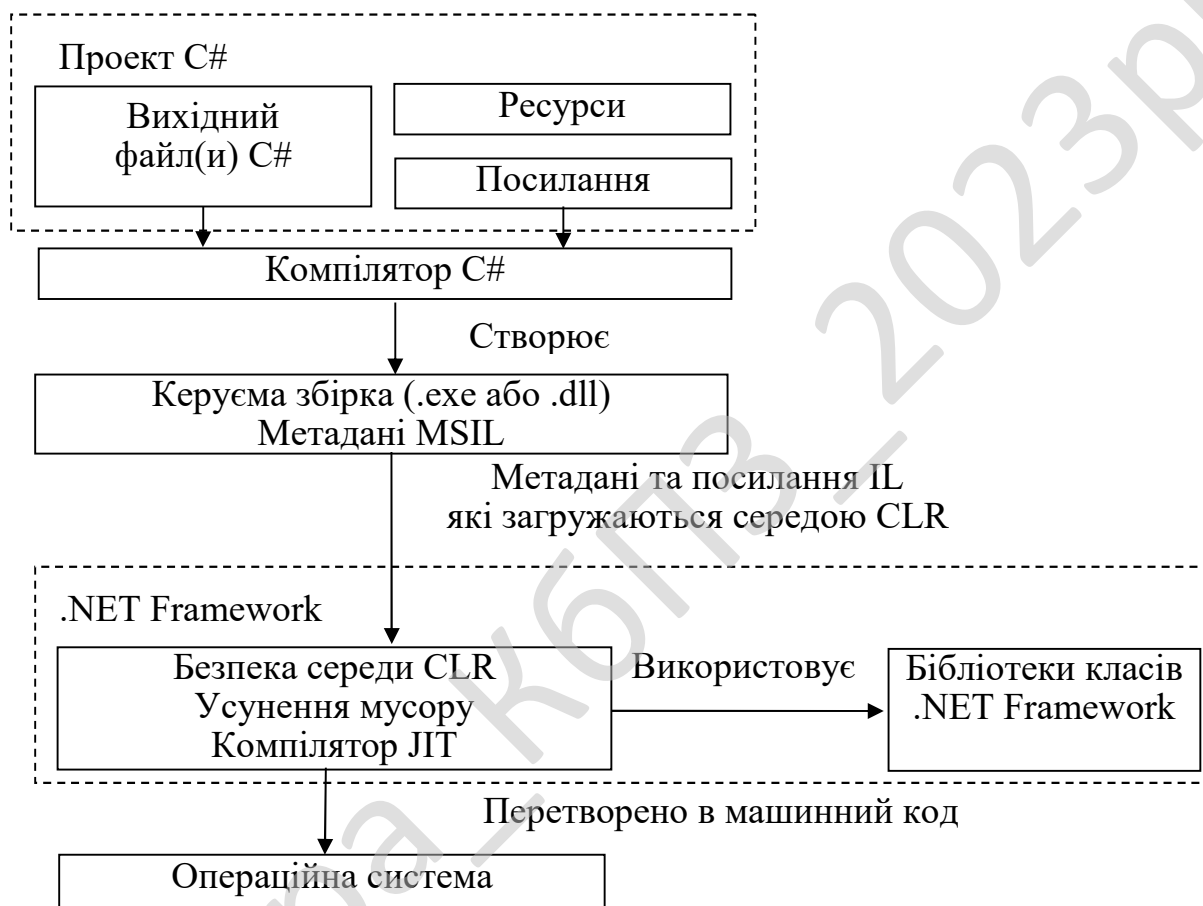 Проект C#
Вихідний
файл(и) C#
Ресурси
Посилання
Компілятор C#
Створює
Керуєма збірка (.exe або .dll)
Метадані MSIL
Метадані та посилання IL
які загружаються середою CLR
.NET Framework
Безпека середи CLR
Усунення мусору
Компілятор JIT
Використовує
Бібліотеки класів
.NET Framework
Перетворено в машинний код
Операційна система
ра_КбПЗ_2023р